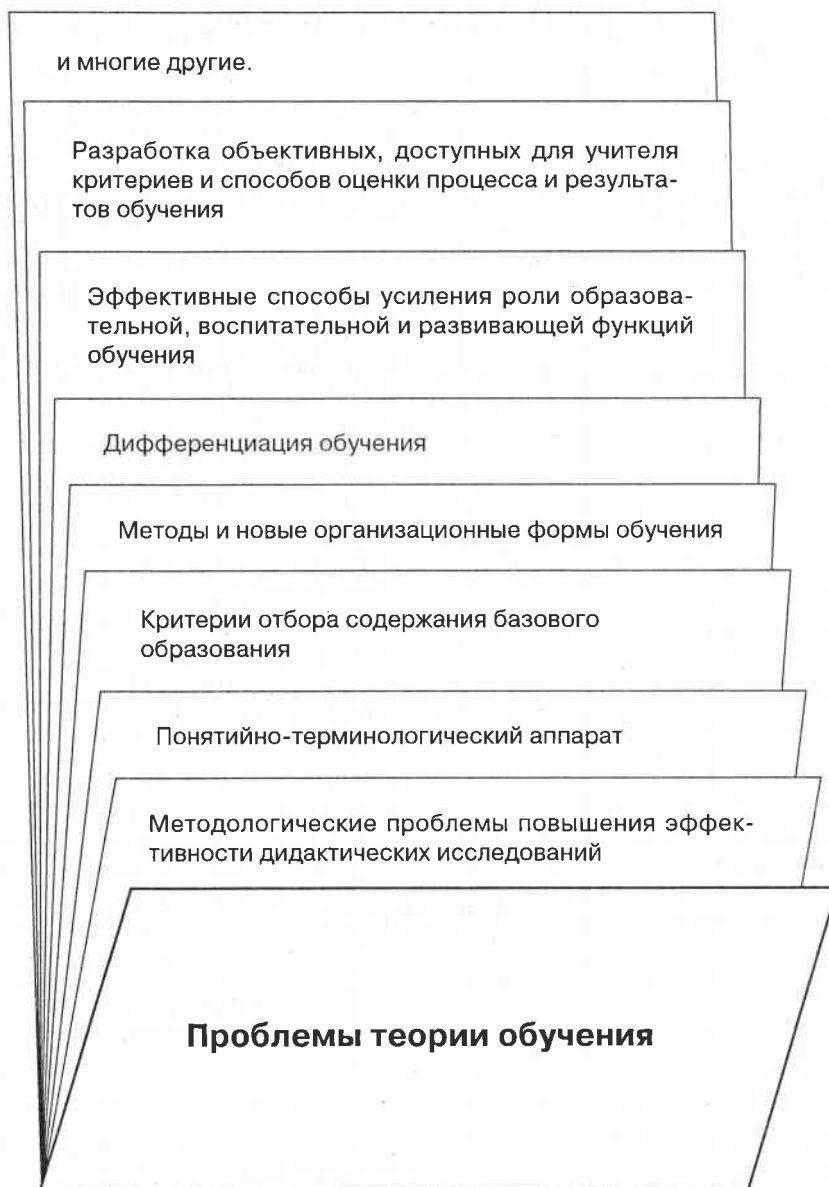 и многие другие.
Разработка объективных, доступных для учителя
критериев и способов оценки процесса и результа-
тов обучения
Эффективные способы усиления роли образова-
тельной, воспитательной и развивающей функций
обучения
Дифференциация обучения
Методы и новые организационные формы обучения
Критерии отбора содержания базового
образования
Понятийно-терминологический аппарат
Методологические проблемы повышения эффек-
тивности дидактических исследований
Проблемы теории обучения